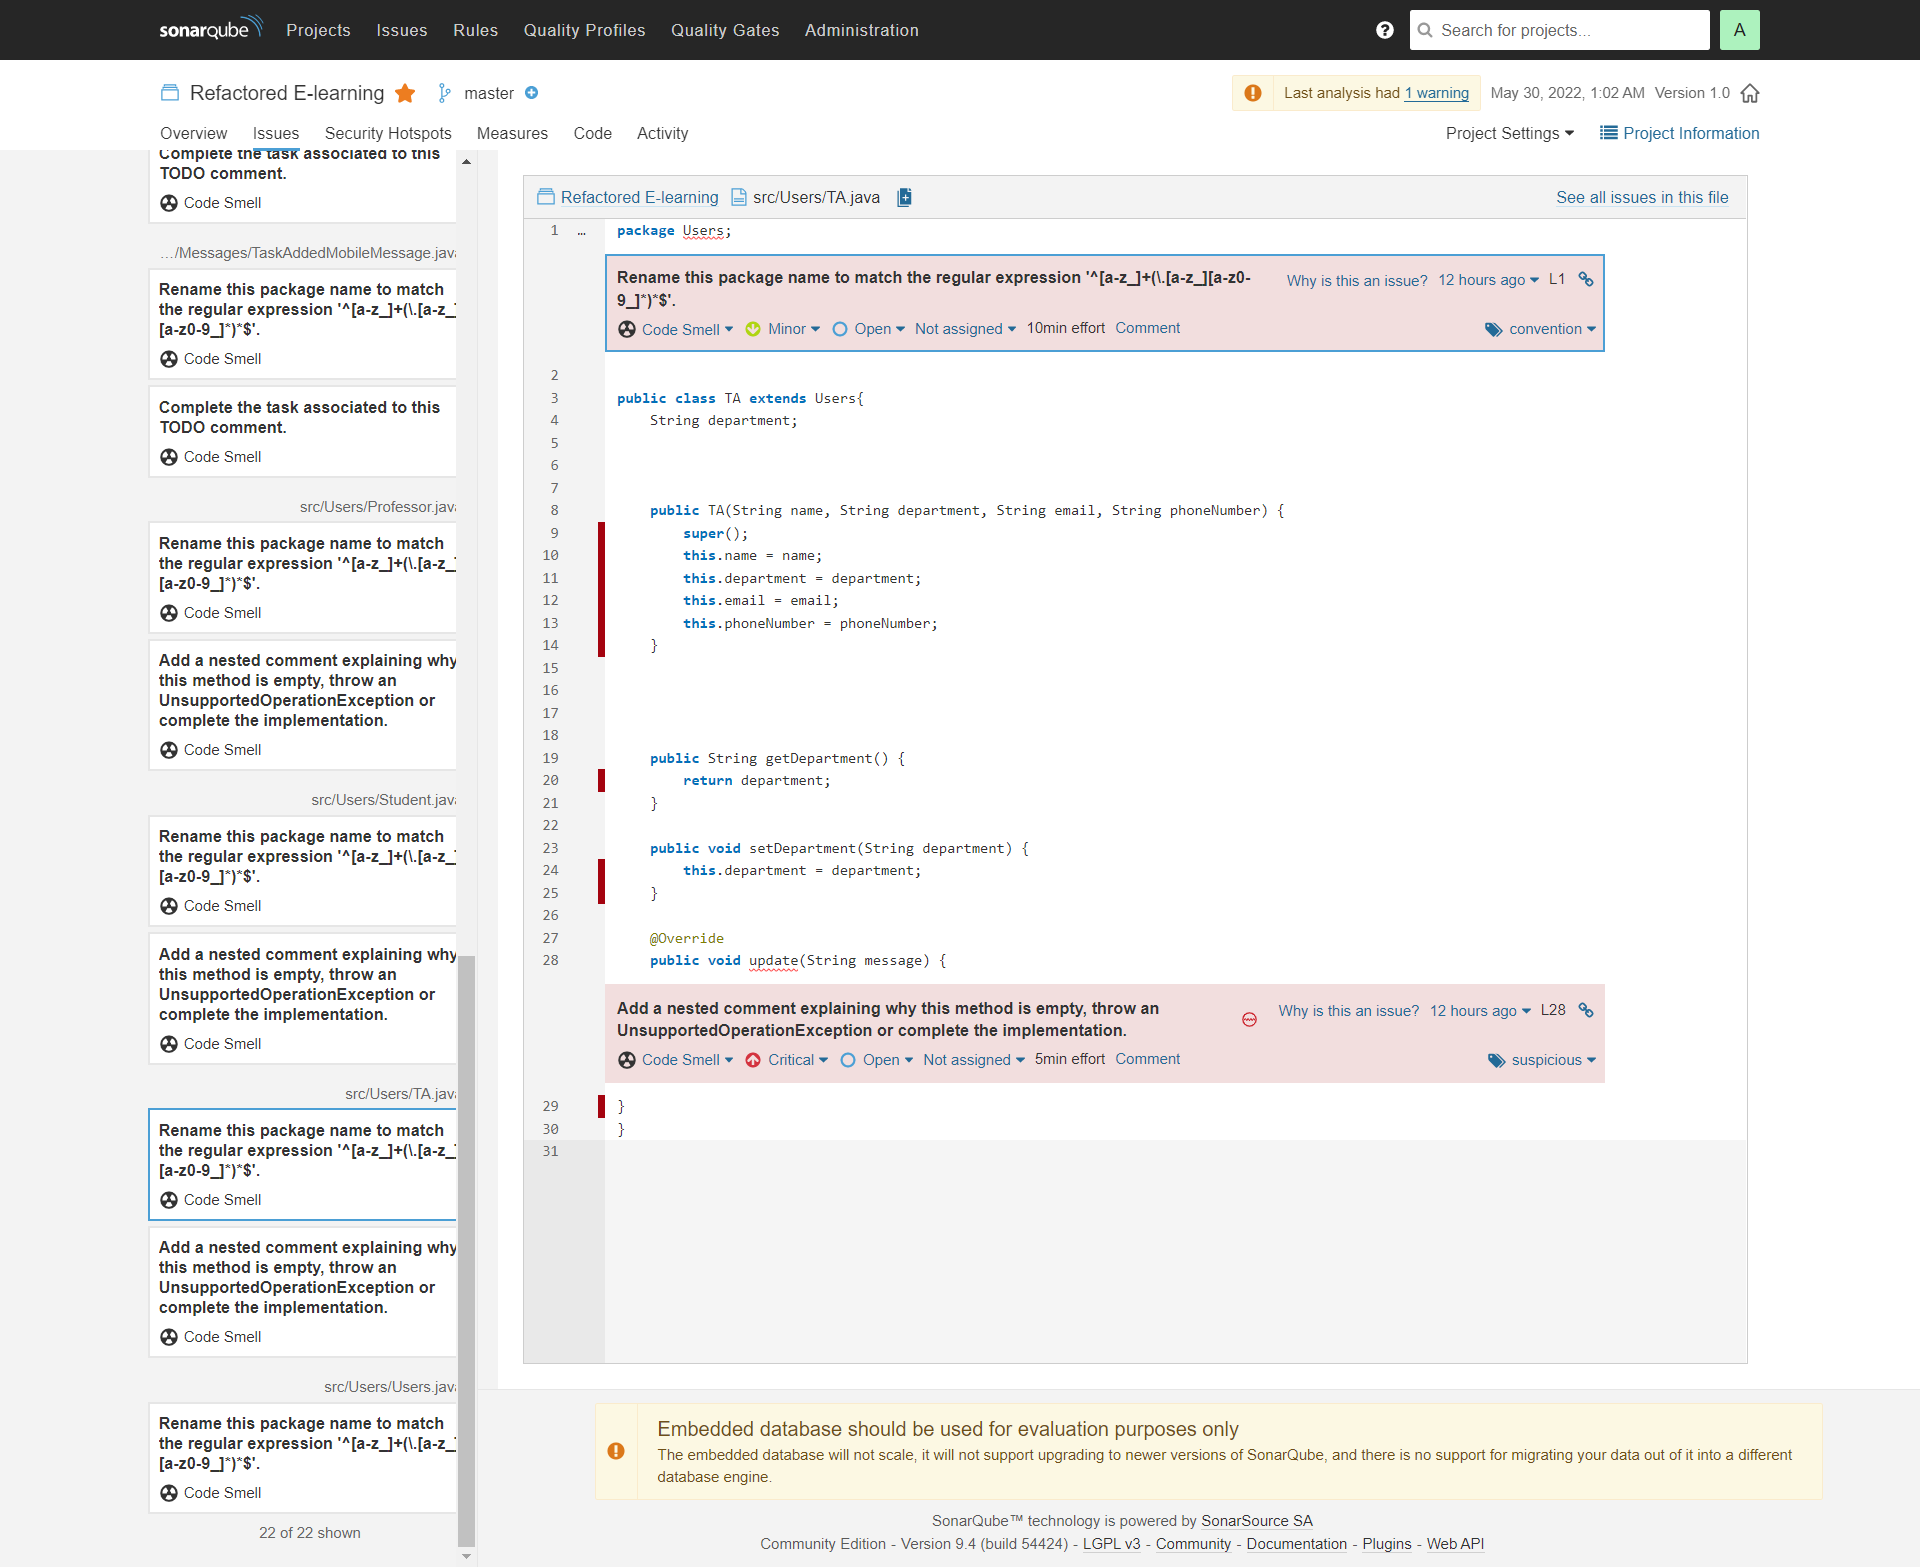 sonarqube Projects Issues Rules Quality Profiles Quality Gates Administration Search for projects... A
Refactored E-learning master Last analysis had 1 warning May 30, 2022, 1:02 AM Version 1.0
Overview Issues Security Hotspots Measures Code Activity Project Settings Project Information
Complete the task associated to this
TODO comment.
Code Smell
.../Messages/TaskAddedMobileMessage.java
Rename this package name to match
the regular expression '^[a-z_]+(\.[a-z_]
[a-z0-9_]*)*$'.
Code Smell
Complete the task associated to this
TODO comment.
Code Smell
src/Users/Professor.java
Rename this package name to match
the regular expression '^[a-z_]+(\.[a-z_]
[a-z0-9_]*)*$'.
Code Smell
Add a nested comment explaining why
this method is empty, throw an
UnsupportedOperationException or
complete the implementation.
Code Smell
src/Users/Student.java
Rename this package name to match
the regular expression '^[a-z_]+(\.[a-z_]
[a-z0-9_]*)*$'.
Code Smell
Add a nested comment explaining why
this method is empty, throw an
UnsupportedOperationException or
complete the implementation.
Code Smell
src/Users/TA.java
Rename this package name to match
the regular expression '^[a-z_]+(\.[a-z_]
[a-z0-9_]*)*$'.
Code Smell
Add a nested comment explaining why
this method is empty, throw an
UnsupportedOperationException or
complete the implementation.
Code Smell
src/Users/Users.java
Rename this package name to match
the regular expression '^[a-z_]+(\.[a-z_]
[a-z0-9_]*)*$'.
Code Smell
22 of 22 shown
Refactored E-learning src/Users/TA.java See all issues in this file
1 ... package Users;
Rename this package name to match the regular expression '^[a-z_]+(\.[a-z_][a-z0- Why is this an issue? 12 hours ago L1
9_]*)*$'.
Code Smell Minor Open Not assigned 10min effort Comment convention
2
3 public class TA extends Users{
4 String department;
5
6
7
8 public TA(String name, String department, String email, String phoneNumber) {
9 super();
10 this.name = name;
11 this.department = department;
12 this.email = email;
13 this.phoneNumber = phoneNumber;
14 }
15
16
17
18
19 public String getDepartment() {
20 return department;
21 }
22
23 public void setDepartment(String department) {
24 this.department = department;
25 }
26
27 @Override
28 public void update(String message) {
Add a nested comment explaining why this method is empty, throw an Why is this an issue? 12 hours ago L28
UnsupportedOperationException or complete the implementation.
Code Smell Critical Open Not assigned 5min effort Comment suspicious
29 }
30 }
31
Embedded database should be used for evaluation purposes only
The embedded database will not scale, it will not support upgrading to newer versions of SonarQube, and there is no support for migrating your data out of it into a different
database engine.
SonarQube™ technology is powered by SonarSource SA
Community Edition - Version 9.4 (build 54424) - LGPL v3 - Community - Documentation - Plugins - Web API